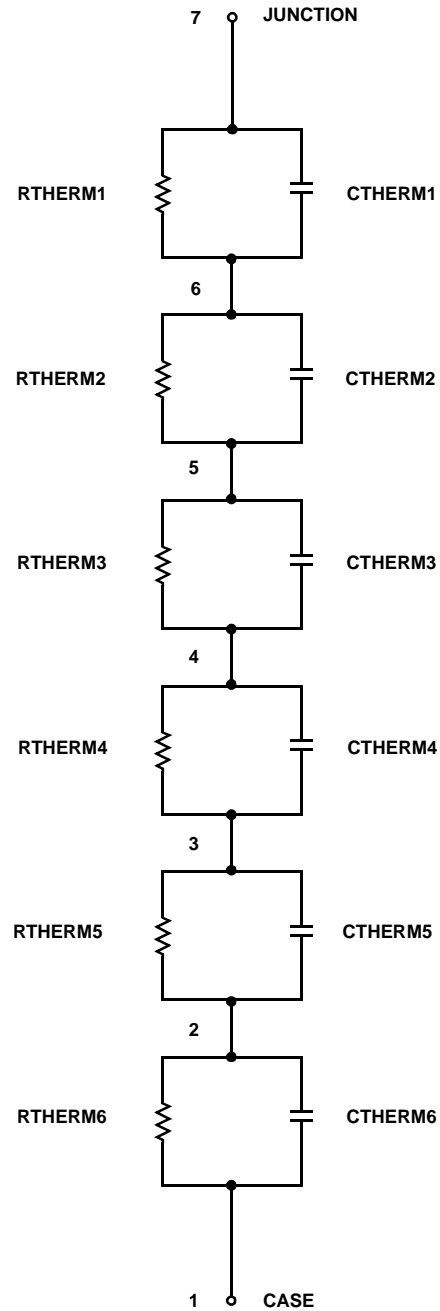 7 JUNCTION
RTHERM1 CTHERM1
6
RTHERM2 CTHERM2
5
RTHERM3 CTHERM3
4
RTHERM4 CTHERM4
3
RTHERM5 CTHERM5
2
RTHERM6 CTHERM6
1 CASE